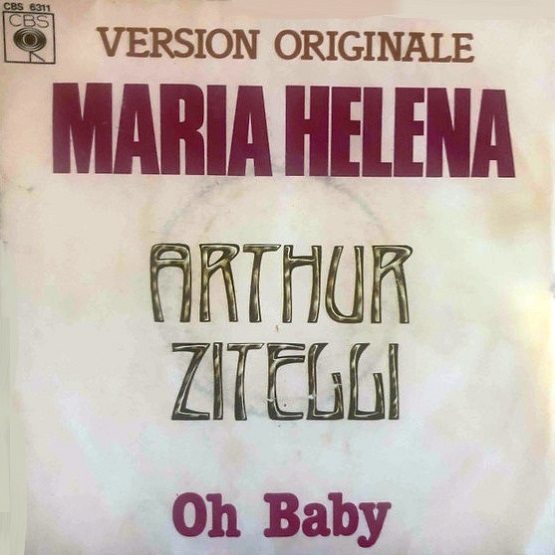 CBS 6311
CBS
VERSION ORIGINALE
MARIA HELENA
ARTHUR
ZITELLI
Oh Baby